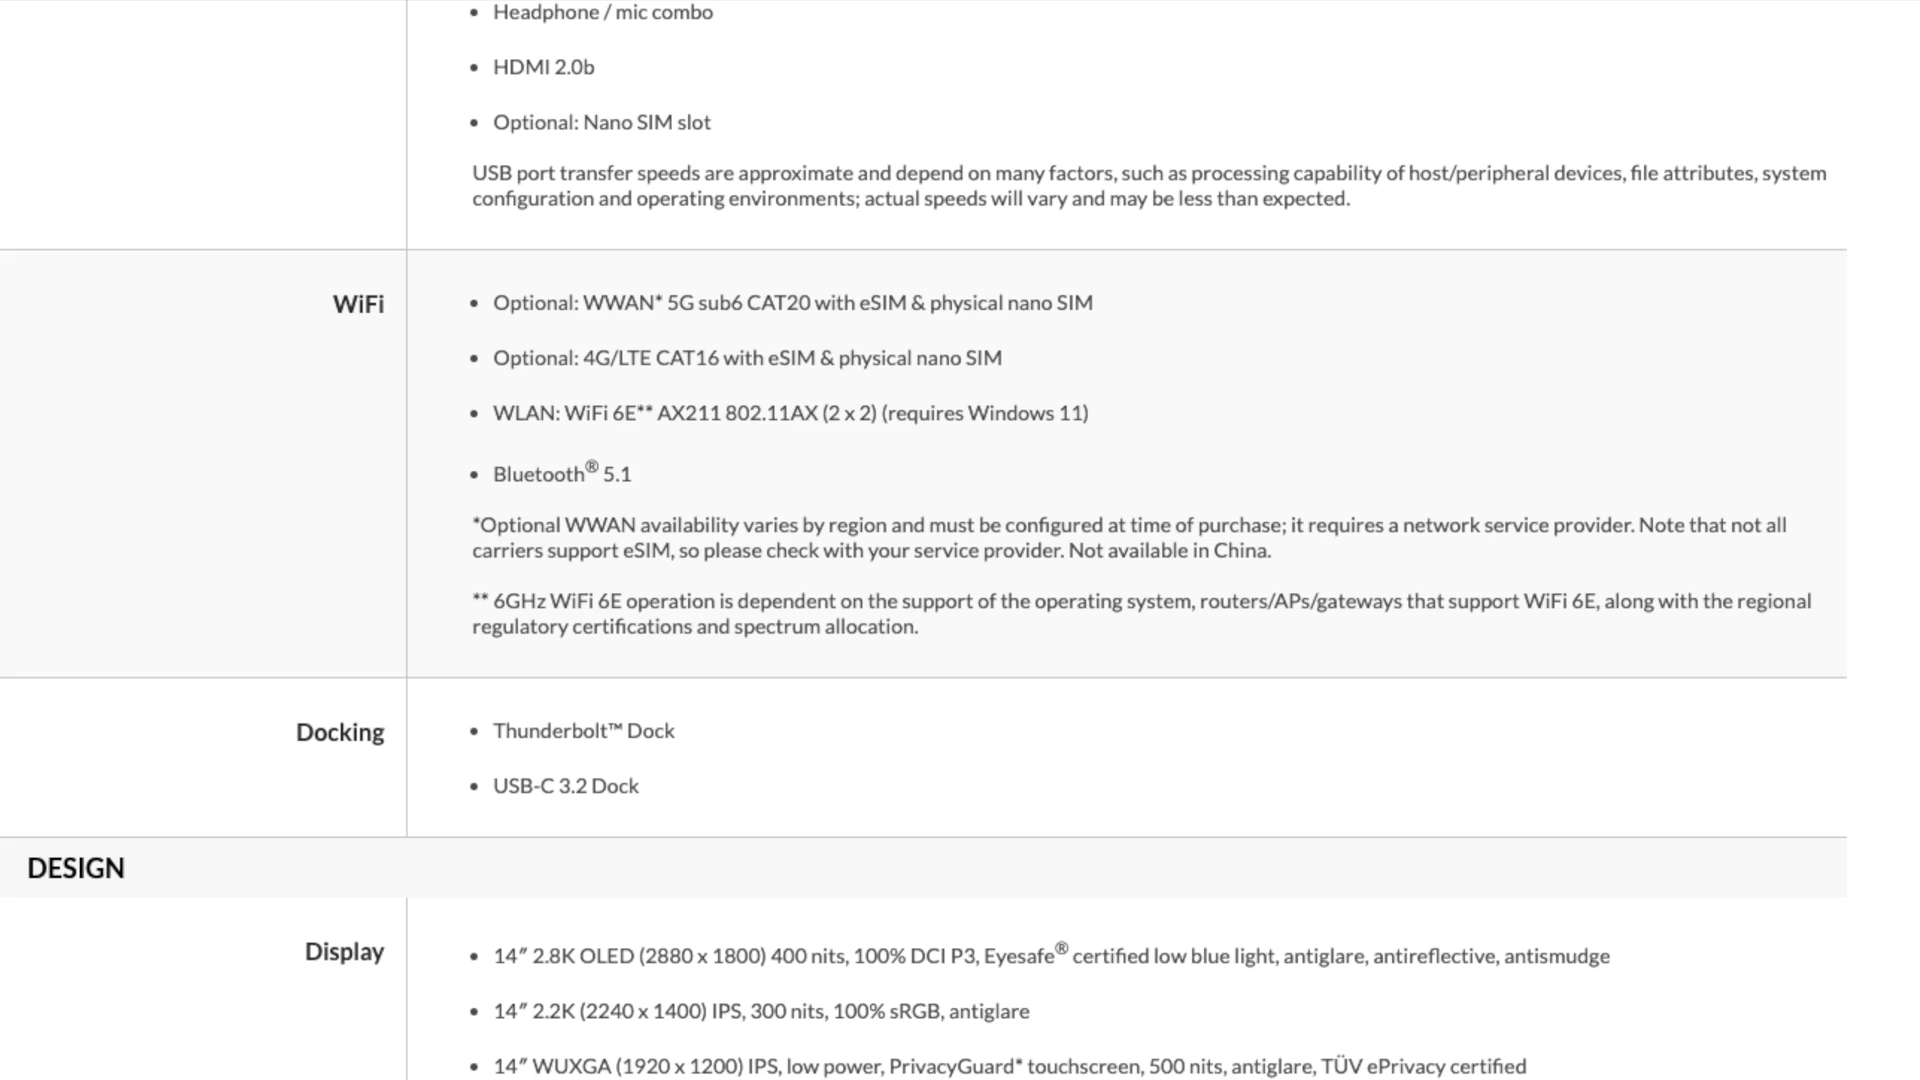 • Headphone / mic combo
• HDMI 2.0b
• Optional: Nano SIM slot
USB port transfer speeds are approximate and depend on many factors, such as processing capability of host/peripheral devices, file attributes, system
configuration and operating environments; actual speeds will vary and may be less than expected.
WiFi
• Optional: WWAN* 5G sub6 CAT20 with eSIM & physical nano SIM
• Optional: 4G/LTE CAT16 with eSIM & physical nano SIM
• WLAN: WiFi 6E** AX211 802.11AX (2 x 2) (requires Windows 11)
• Bluetooth® 5.1
*Optional WWAN availability varies by region and must be configured at time of purchase; it requires a network service provider. Note that not all
carriers support eSIM, so please check with your service provider. Not available in China.
** 6GHz WiFi 6E operation is dependent on the support of the operating system, routers/APs/gateways that support WiFi 6E, along with the regional
regulatory certifications and spectrum allocation.
Docking
• Thunderbolt™ Dock
• USB-C 3.2 Dock
DESIGN
Display
• 14″ 2.8K OLED (2880 x 1800) 400 nits, 100% DCI P3, Eyesafe® certified low blue light, antiglare, antireflective, antismudge
• 14″ 2.2K (2240 x 1400) IPS, 300 nits, 100% sRGB, antiglare
• 14″ WUXGA (1920 x 1200) IPS, low power, PrivacyGuard* touchscreen, 500 nits, antiglare, TÜV ePrivacy certified